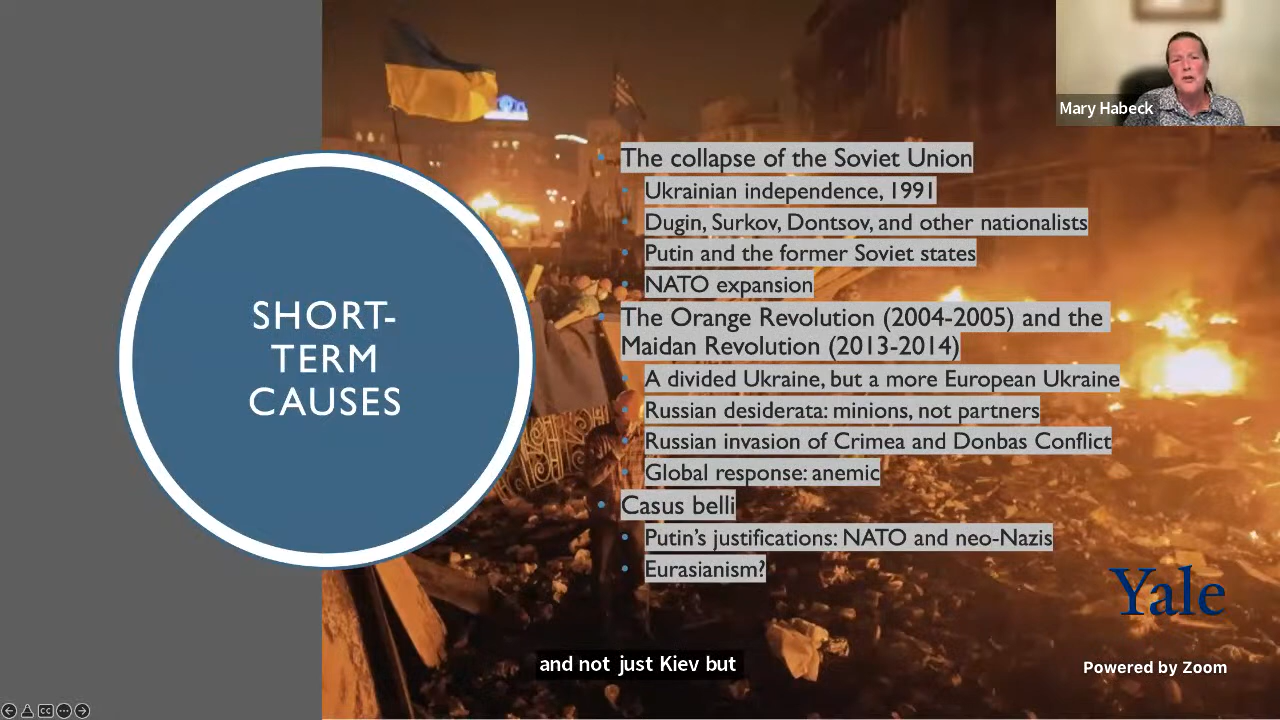 Mary Habeck
SHORT-
TERM
CAUSES
The collapse of the Soviet Union
Ukrainian independence, 1991
Dugin, Surkov, Dontsov, and other nationalists
Putin and the former Soviet states
NATO expansion
The Orange Revolution (2004-2005) and the
Maidan Revolution (2013-2014)
A divided Ukraine, but a more European Ukraine
Russian desiderata: minions, not partners
Russian invasion of Crimea and Donbas Conflict
Global response: anemic
Casus belli
Putin’s justifications: NATO and neo-Nazis
Eurasianism?
Yale
and not just Kiev but
Powered by Zoom
CC